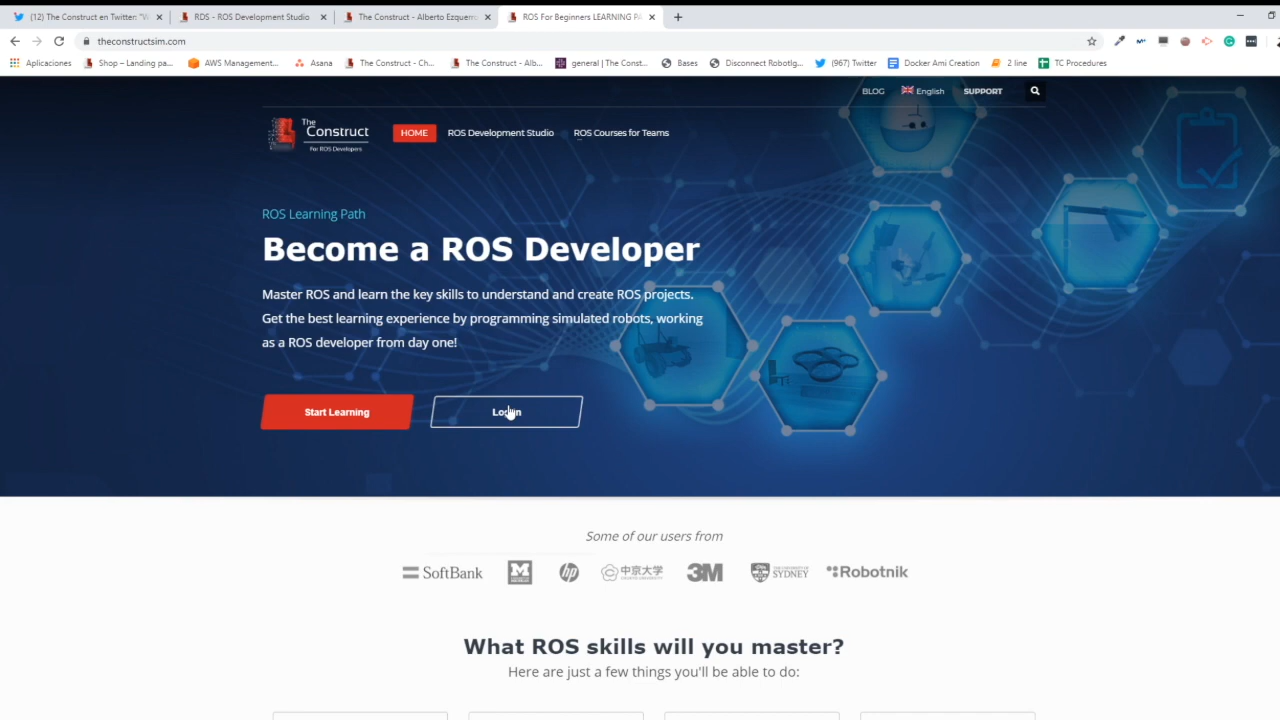 (12) The Construct en Twitter: "W
RDS - ROS Development Studio
The Construct - Alberto Ezquerro
ROS For Beginners LEARNING PA
theconstructsim.com
Aplicaciones
Shop – Landing pa...
AWS Management...
Asana
The Construct - Ch...
The Construct - Alb...
general | The Const...
Bases
Disconnect RobotIg...
(967) Twitter
Docker Ami Creation
2 line
TC Procedures
BLOG
English
SUPPORT
The
Construct
For ROS Developers
HOME
ROS Development Studio
ROS Courses for Teams
ROS Learning Path
Become a ROS Developer
Master ROS and learn the key skills to understand and create ROS projects.
Get the best learning experience by programming simulated robots, working
as a ROS developer from day one!
Start Learning
Login
Some of our users from
SoftBank
M
hp
中京大学
3M
SYDNEY
Robotnik
What ROS skills will you master?
Here are just a few things you'll be able to do: